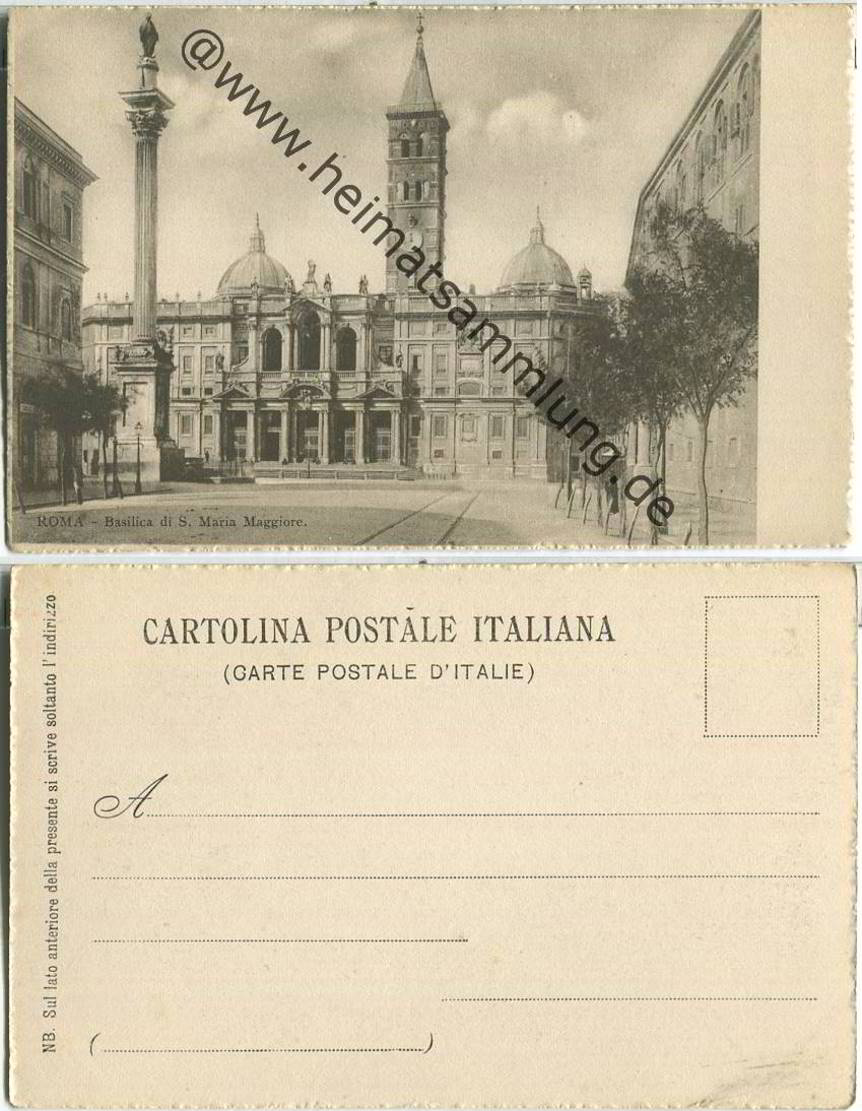 @www.heimatsammlung.de
ROMA - Basilica di S. Maria Maggiore.
CARTOLINA POSTALE ITALIANA
(CARTE POSTALE D'ITALIE)
A
NB. Sul lato anteriore della presente si scrive soltanto l'indirizzo